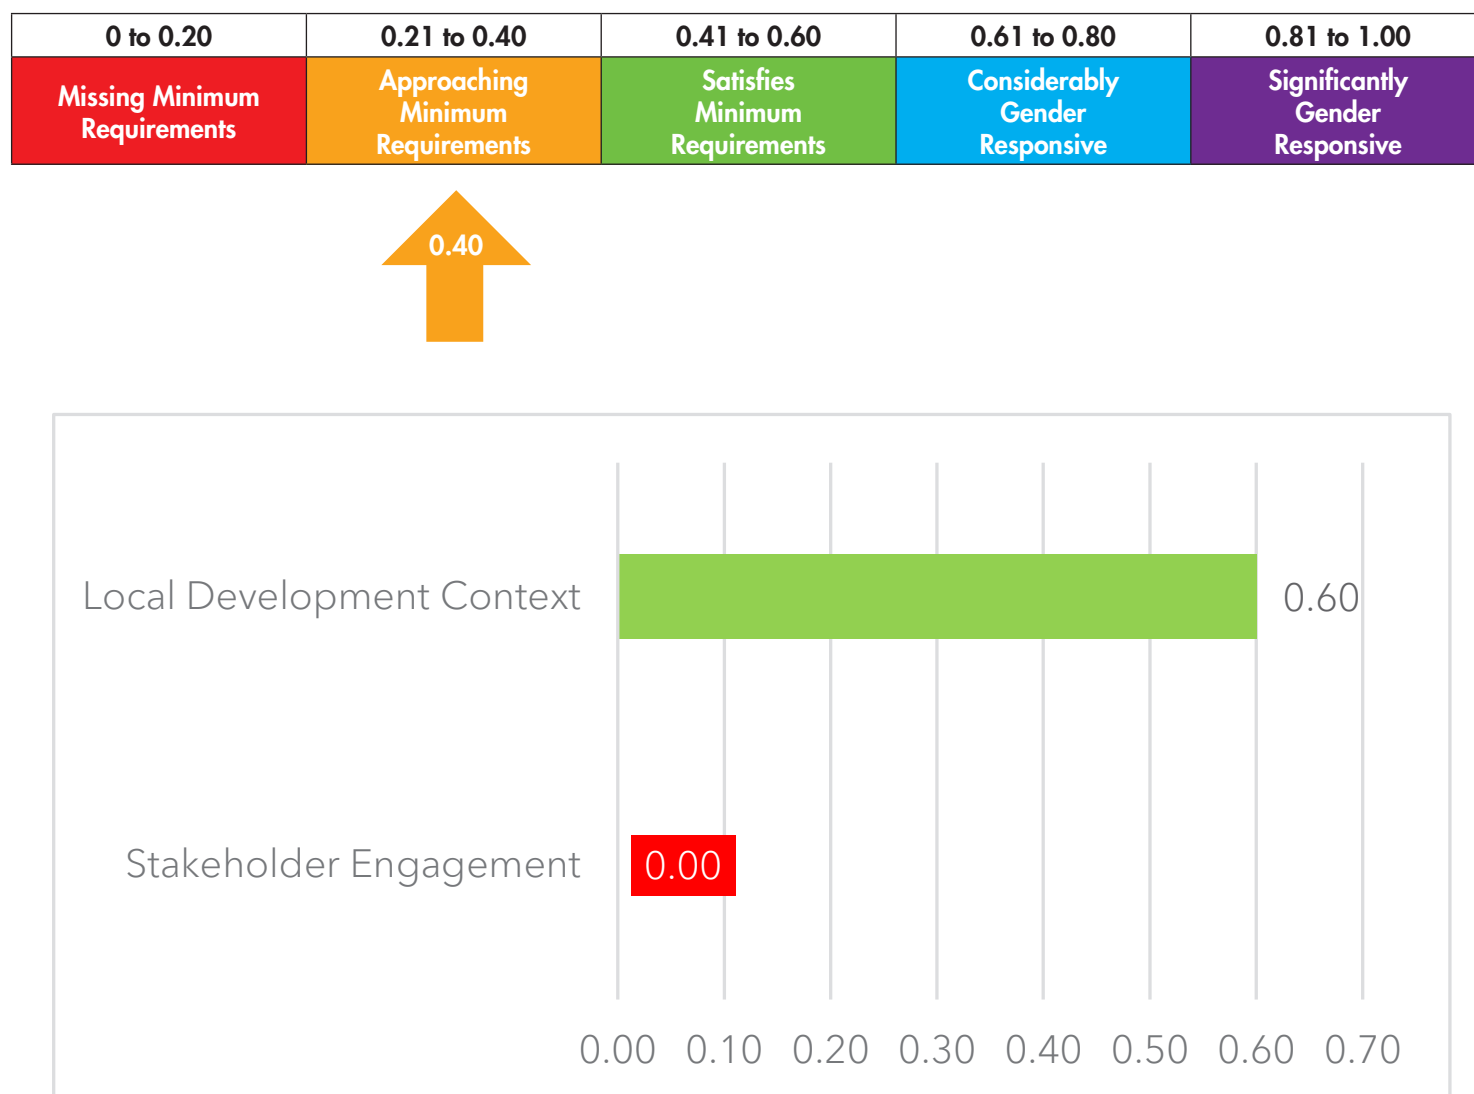 0 to 0.20 0.21 to 0.40 0.41 to 0.60 0.61 to 0.80 0.81 to 1.00
Missing Minimum
Requirements
Approaching
Minimum
Requirements
Satisfies
Minimum
Requirements
Considerably
Gender
Responsive
Significantly
Gender
Responsive
0.40
Local Development Context 0.60
Stakeholder Engagement 0.00
0.00 0.10 0.20 0.30 0.40 0.50 0.60 0.70